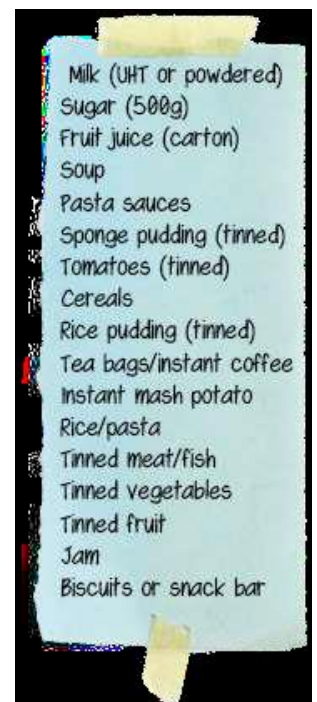 Milk (UHT or powdered)
Sugar (500g)
Fruit juice (carton)
Soup
Pasta sauces
Sponge pudding (tinned)
Tomatoes (tinned)
Cereals
Rice pudding (tinned)
Tea bags/instant coffee
Instant mash potato
Rice/pasta
Tinned meat/fish
Tinned vegetables
Tinned fruit
Jam
Biscuits or snack bar